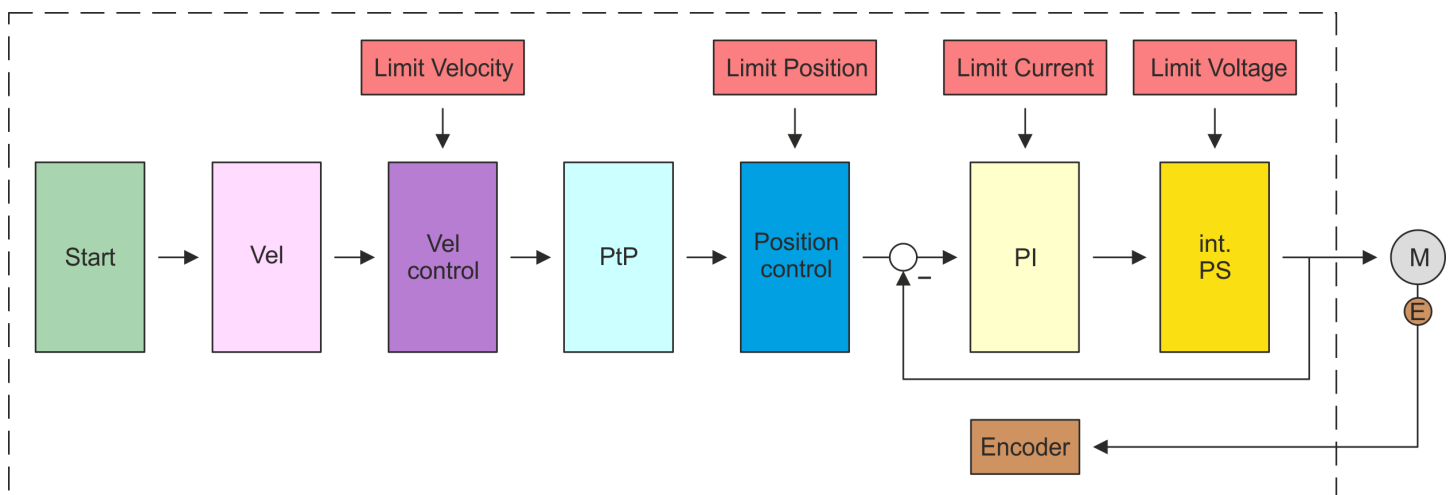 Limit Velocity
Limit Position
Limit Current
Limit Voltage
Start
Vel
Vel
control
PtP
Position
control
–
PI
int.
PS
M
E
Encoder